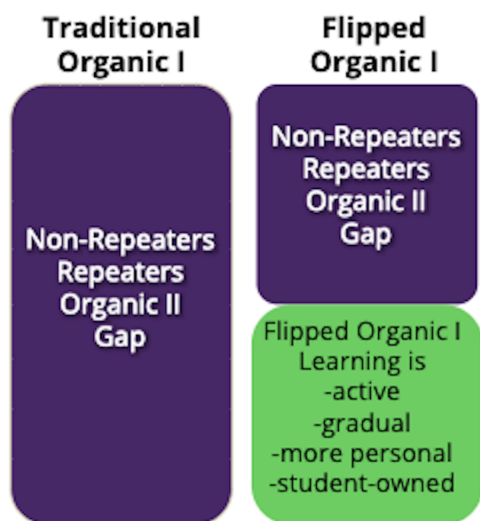 Traditional
Organic I
Non-Repeaters
Repeaters
Organic II
Gap
Flipped
Organic I
Non-Repeaters
Repeaters
Organic II
Gap
Flipped Organic I
Learning is
-active
-gradual
-more personal
-student-owned